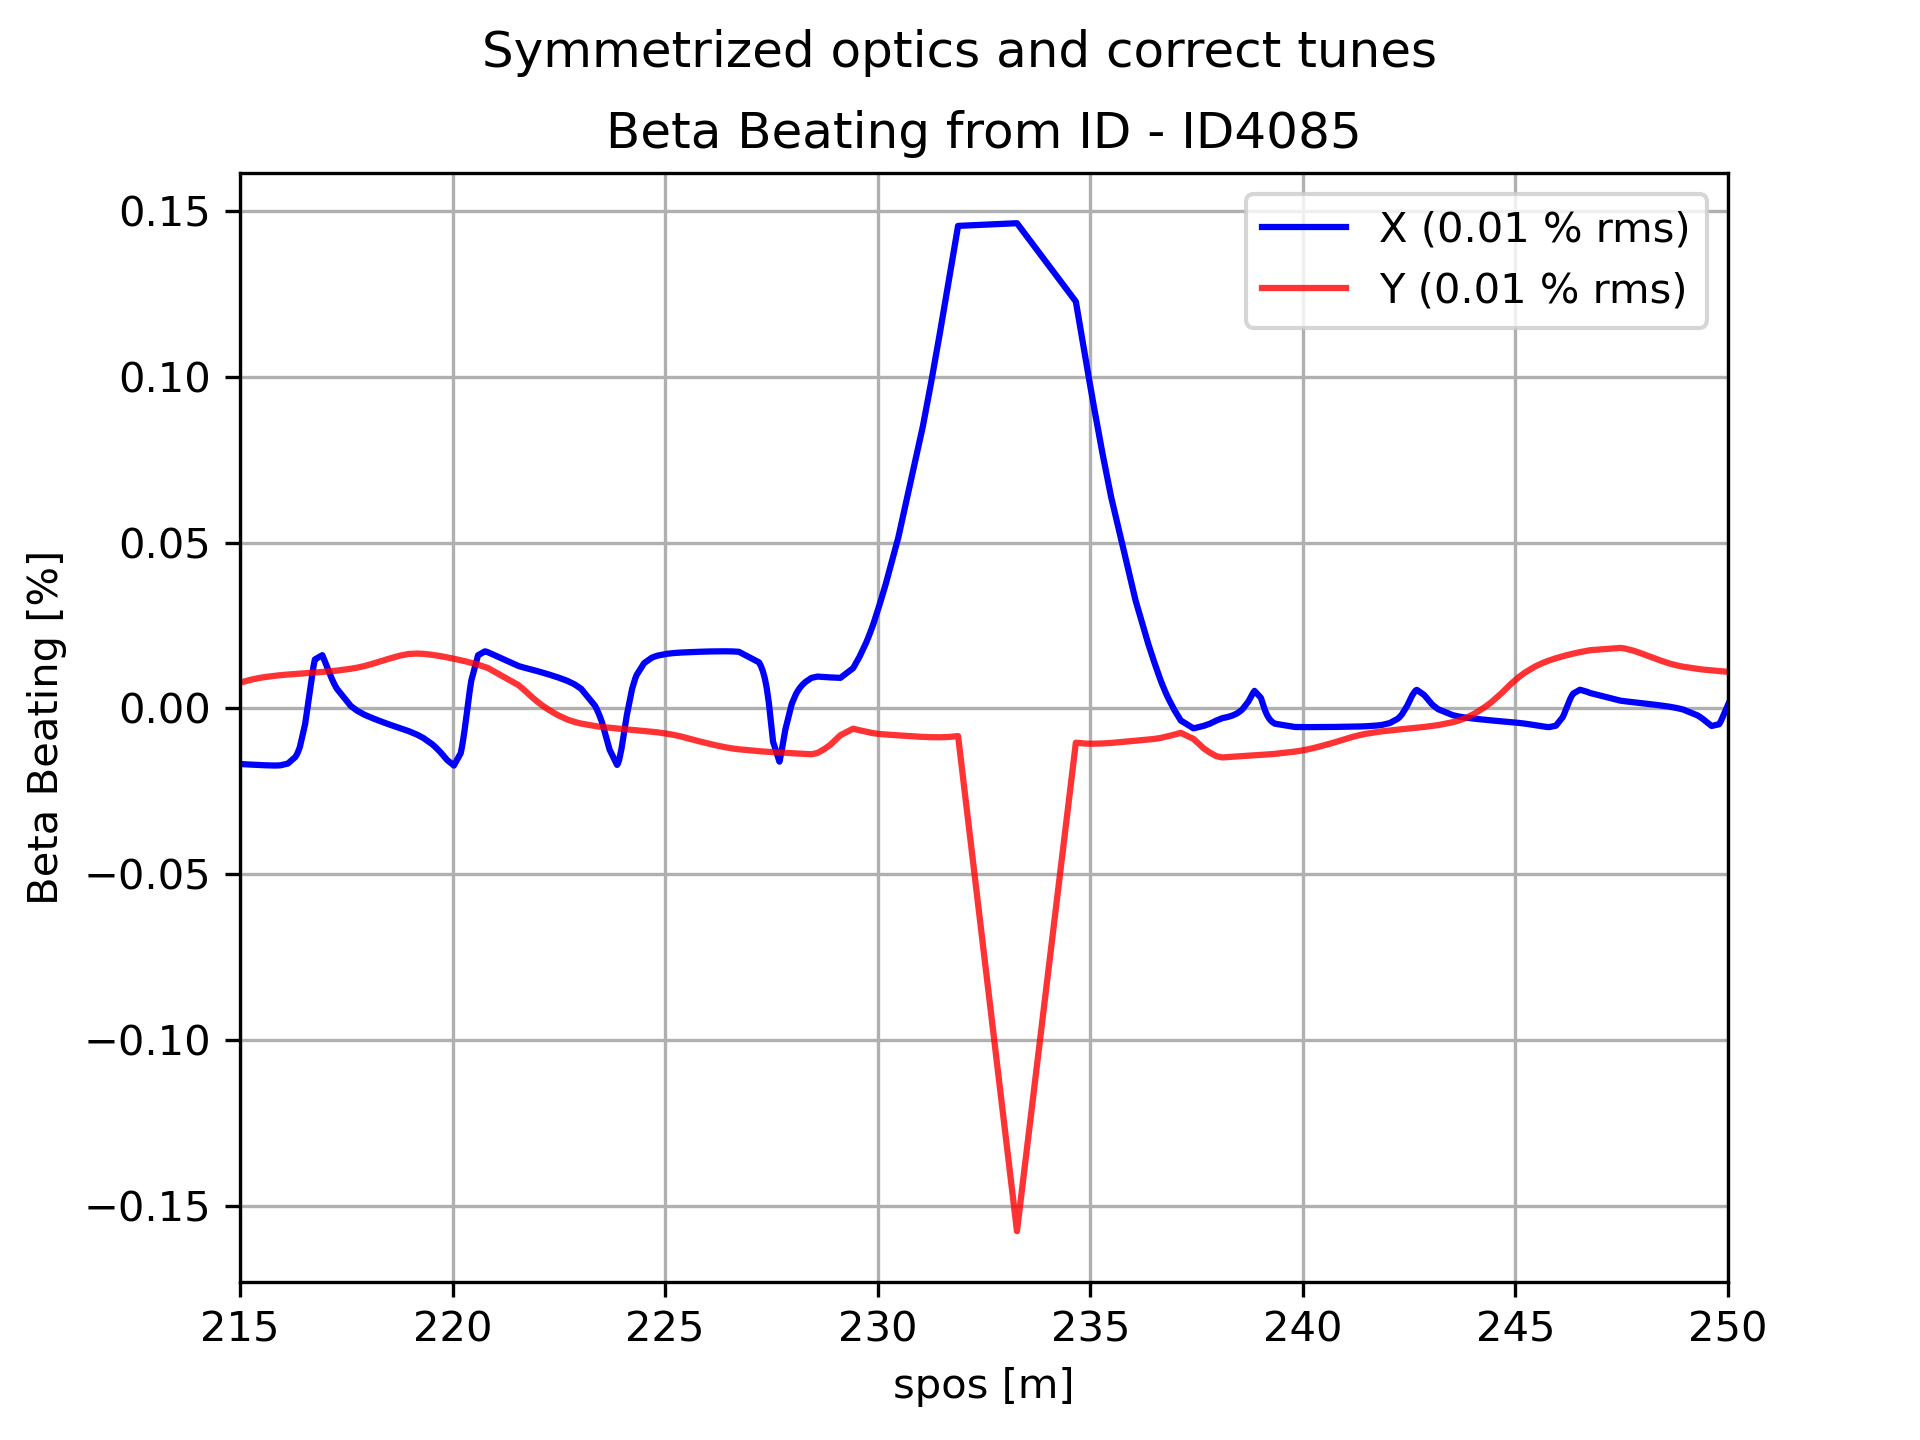 Symmetrized optics and correct tunes
Beta Beating from ID - ID4085
X (0.01 % rms)
Y (0.01 % rms)
Beta Beating [%]
0.15
0.10
0.05
0.00
−0.05
−0.10
−0.15
215 220 225 230 235 240 245 250
spos [m]